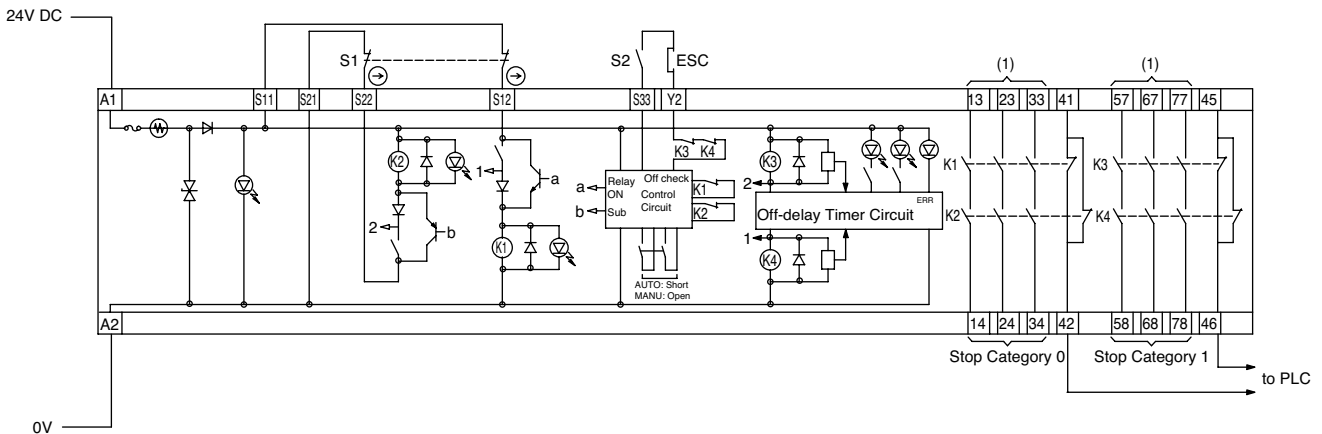 24V DC
S1
S2
ESC
(1)
(1)
A1
S11
S21
S22
S12
S33
Y2
13
23
33
41
57
67
77
45
K2
1
a
K3
K4
K3
2
K1
K3
a
Relay ON
Off check
K1
b
Sub
Control Circuit
K2
2
b
ERR
Off-delay Timer Circuit
K2
K4
1
K1
K4
AUTO: Short
MANU: Open
A2
14
24
34
42
58
68
78
46
Stop Category 0
Stop Category 1
to PLC
0V